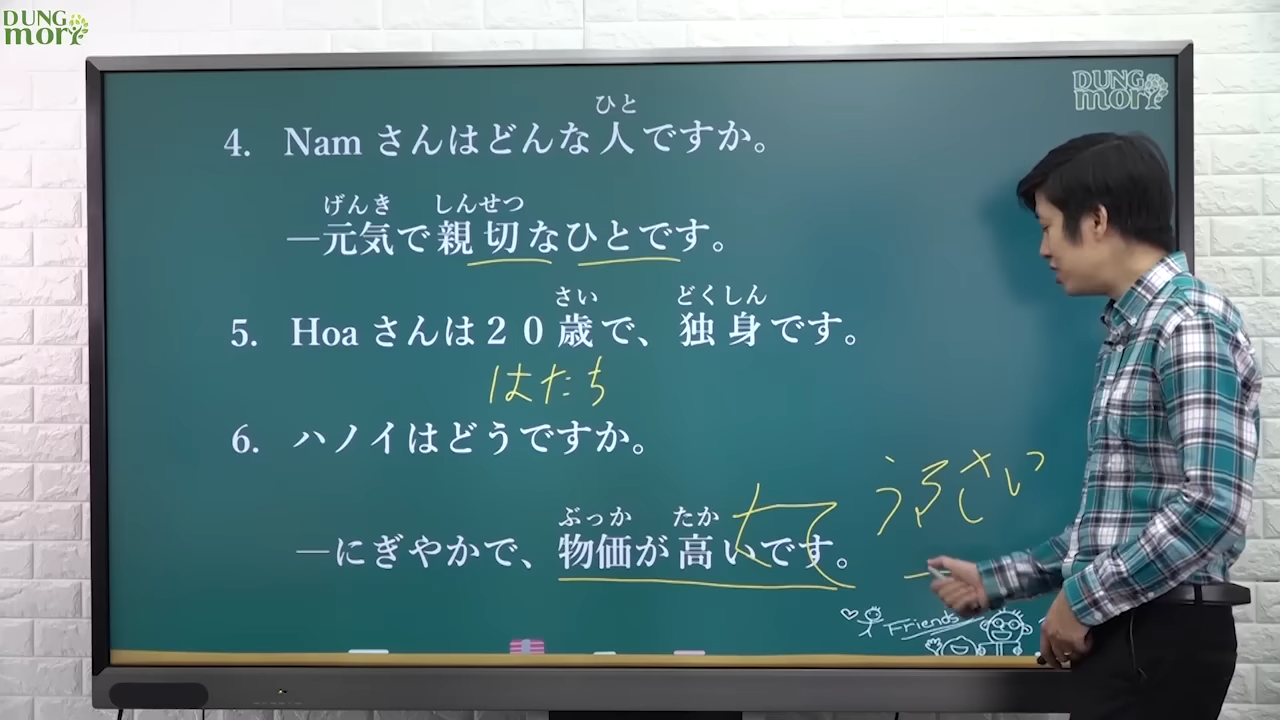 DUNG
mori
DUNG
mori
ひと
4. Nam さんはどんな人ですか。
げんき しんせつ
—元気で親切なひとです。
さい どくしん
5. Hoa さんは20歳で、独身です。
はたち
6. ハノイはどうですか。
うるさい
ぶっか たか
—にぎやかで、物価が高いです。
Friends